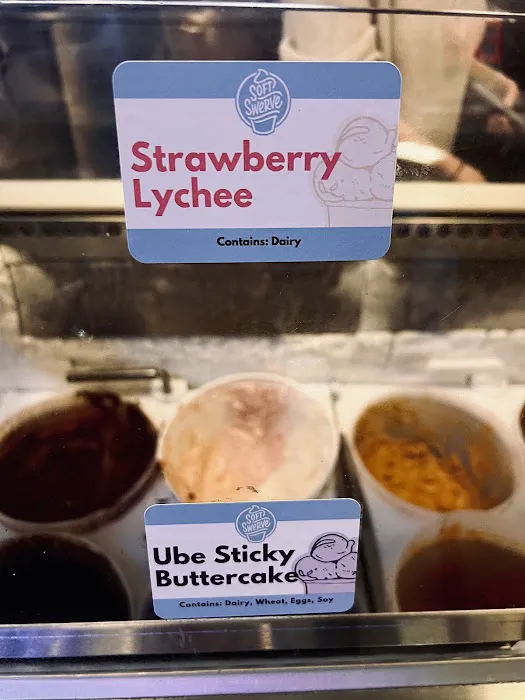 SOFT
SWERVE
Strawberry
Lychee
Contains: Dairy
SOFT
SWERVE
Ube Sticky
Buttercake
Contains: Dairy, Wheat, Eggs, Soy